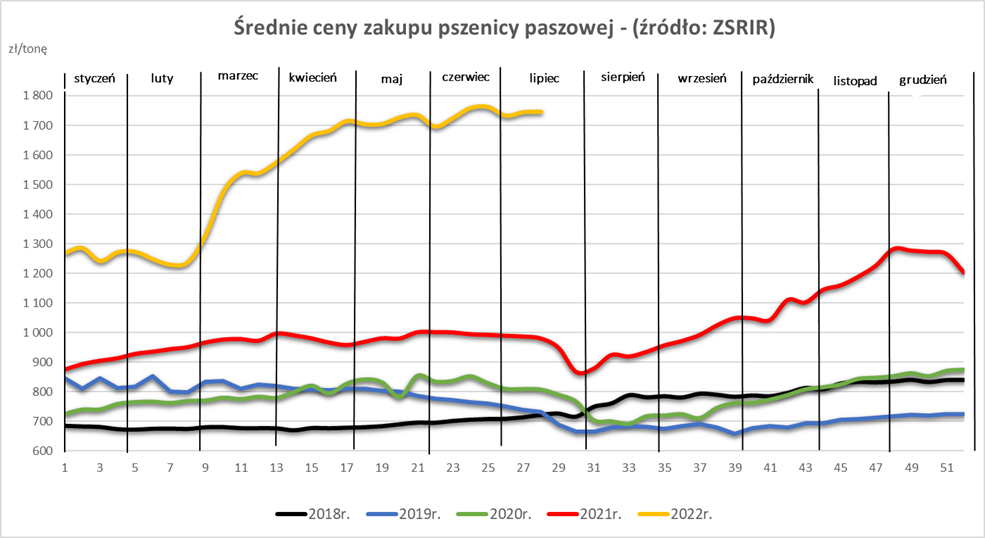 Średnie ceny zakupu pszenicy paszowej - (źródło: ZSRIR)
zł/tonę
styczeń luty marzec kwiecień maj czerwiec lipiec sierpień wrzesień październik listopad grudzień
1 800
1 700
1 600
1 500
1 400
1 300
1 200
1 100
1 000
900
800
700
600
1 3 5 7 9 11 13 15 17 19 21 23 25 27 29 31 33 35 37 39 41 43 45 47 49 51
2018r. 2019r. 2020r. 2021r. 2022r.